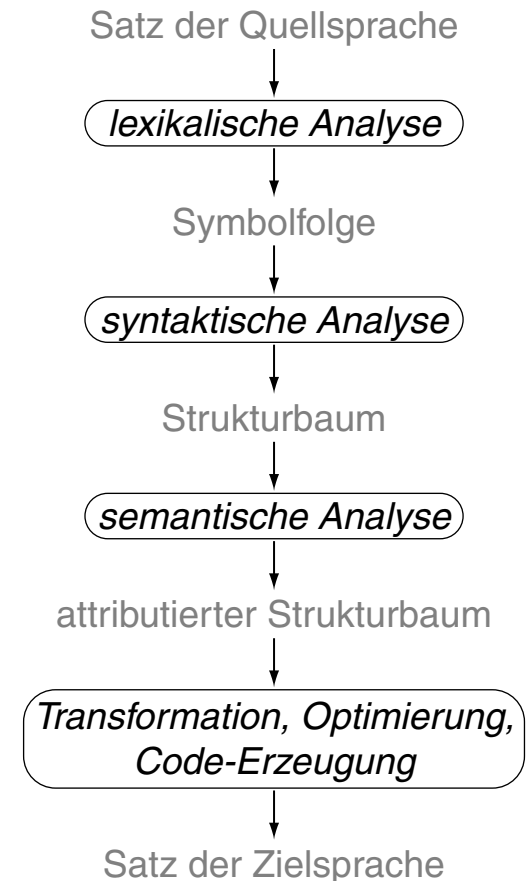 Satz der Quellsprache
lexikalische Analyse
Symbolfolge
syntaktische Analyse
Strukturbaum
semantische Analyse
attributierter Strukturbaum
Transformation, Optimierung,
Code-Erzeugung
Satz der Zielsprache